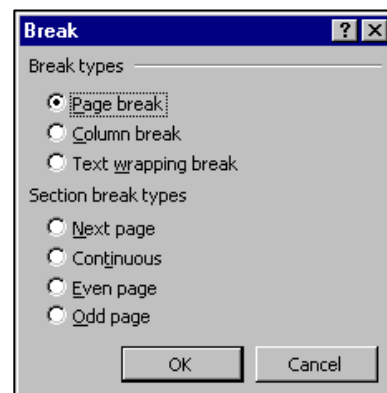 Break
Break types
Page break
Column break
Text wrapping break
Section break types
Next page
Continuous
Even page
Odd page
OK Cancel